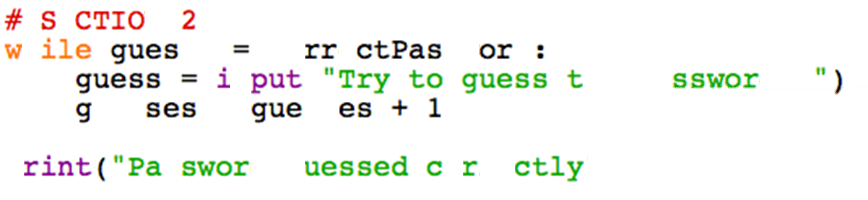 # S CTIO  2
w ile gues   =   rr ctPas  or :
    guess = i put "Try to guess t     sswor   ")
    g   ses   gue  es + 1
 rint("Pa swor   uessed c r  ctly